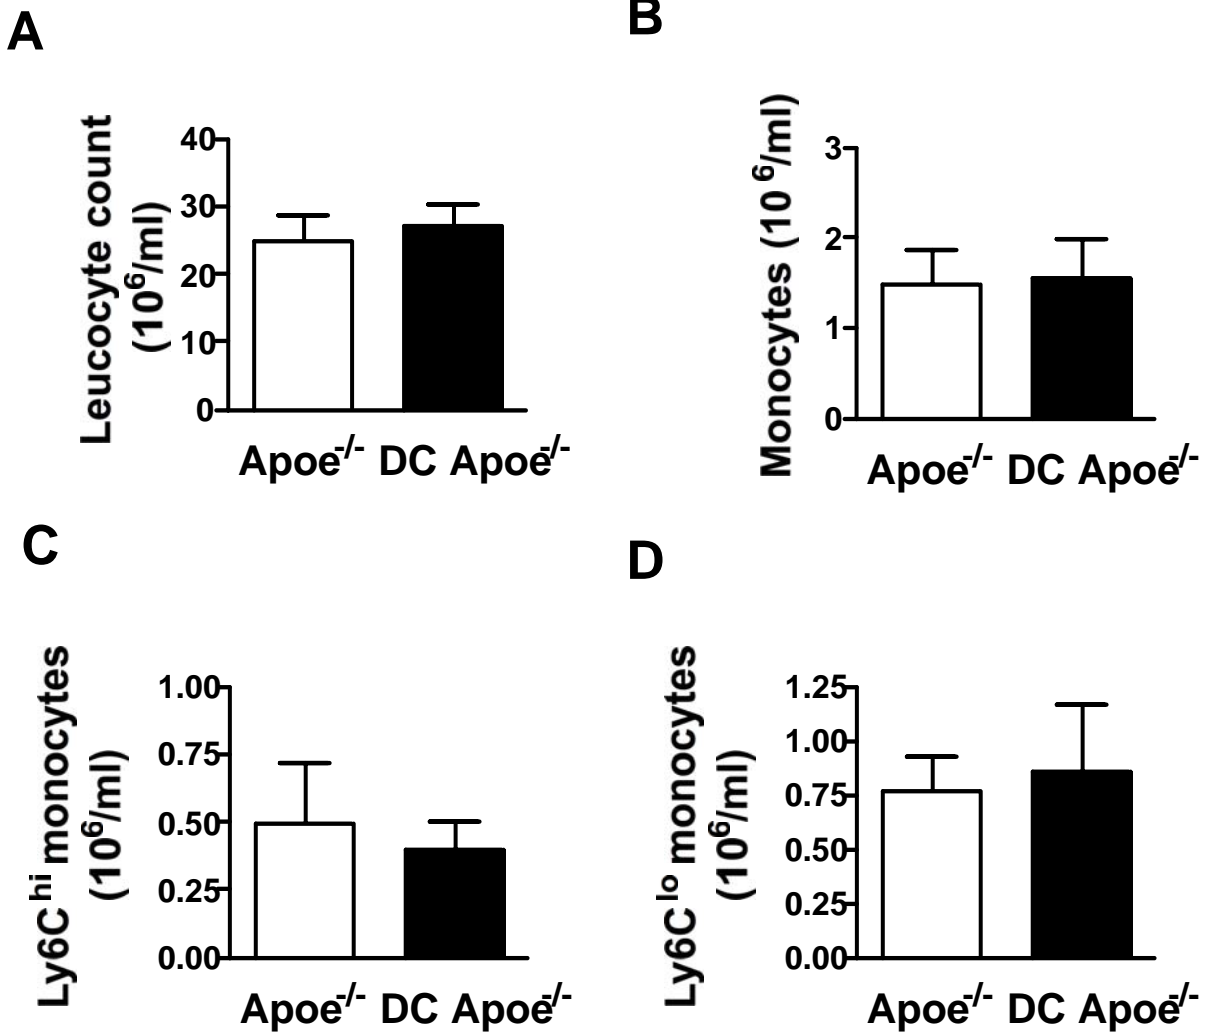 A
Leucocyte count
(10⁶/ml)
40
30
20
10
0
Apoe-/- DC Apoe-/-
B
Monocytes (10⁶/ml)
3
2
1
0
Apoe-/- DC Apoe-/-
C
Ly6Chi monocytes
(10⁶/ml)
1.00
0.75
0.50
0.25
0.00
Apoe-/- DC Apoe-/-
D
Ly6Clo monocytes
(10⁶/ml)
1.25
1.00
0.75
0.50
0.25
0.00
Apoe-/- DC Apoe-/-